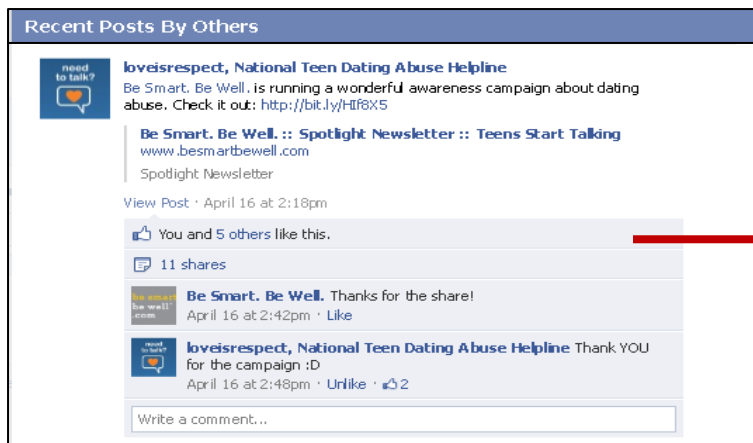 Recent Posts By Others
need
to talk?
loveisrespect, National Teen Dating Abuse Helpline
Be Smart. Be Well. is running a wonderful awareness campaign about dating
abuse. Check it out: http://bit.ly/HIf8X5
Be Smart. Be Well. :: Spotlight Newsletter :: Teens Start Talking
www.besmartbewell.com
Spotlight Newsletter
View Post · April 16 at 2:18pm
You and 5 others like this.
11 shares
be smart
be well
.com
Be Smart. Be Well. Thanks for the share!
April 16 at 2:42pm · Like
need
to talk?
loveisrespect, National Teen Dating Abuse Helpline Thank YOU
for the campaign :D
April 16 at 2:48pm · Unlike · 2
Write a comment...